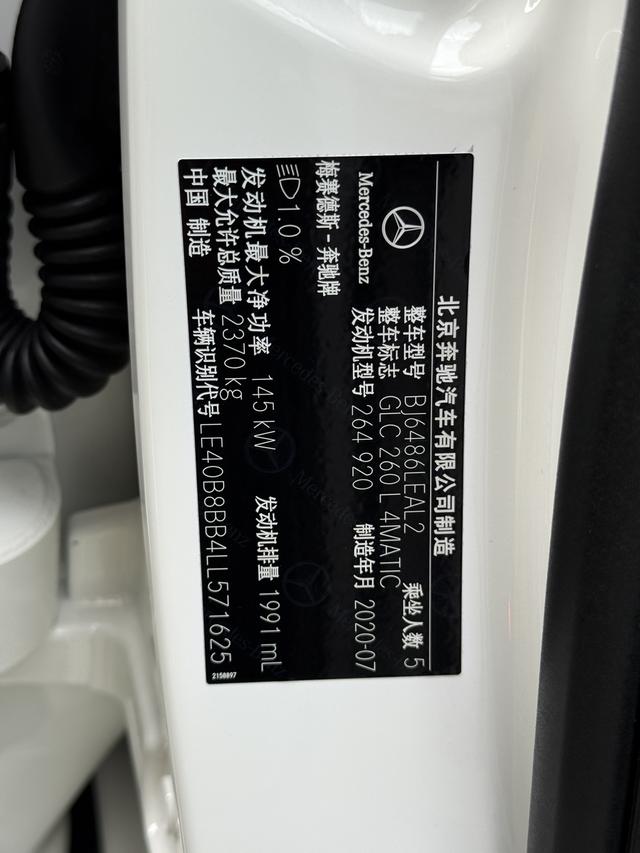 北京奔驰汽车有限公司制造
Mercedes-Benz
整车型号 BJ6486LEAL2 乘坐人数 5
整车标志 GLC 260 L 4MATIC
发动机型号 264 920 制造年月 2020-07
梅赛德斯-奔驰牌
1.0 %
发动机最大净功率 145 kW 发动机排量 1991 mL
最大允许总质量 2370 kg
中国 制造 车辆识别代号 LE40B8BB4LL571625
2158897